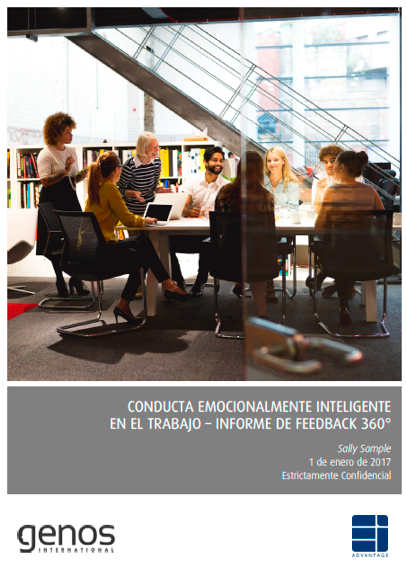 CONDUCTA EMOCIONALMENTE INTELIGENTE
EN EL TRABAJO – INFORME DE FEEDBACK 360°
Sally Sample
1 de enero de 2017
Estrictamente Confidencial
genos
INTERNATIONAL
EI
ADVANTAGE